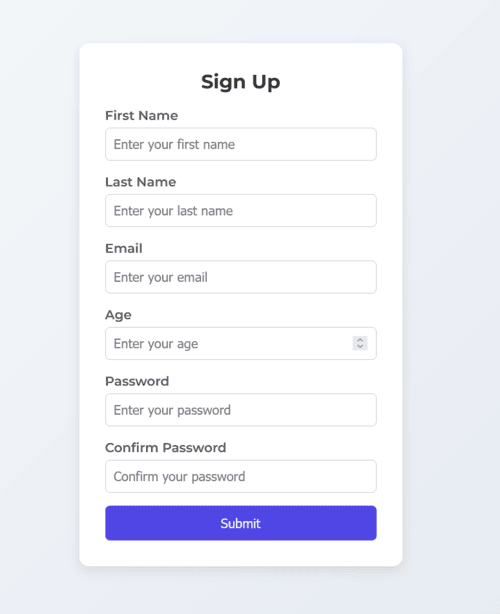 Sign Up
First Name
Enter your first name
Last Name
Enter your last name
Email
Enter your email
Age
Enter your age
Password
Enter your password
Confirm Password
Confirm your password
Submit